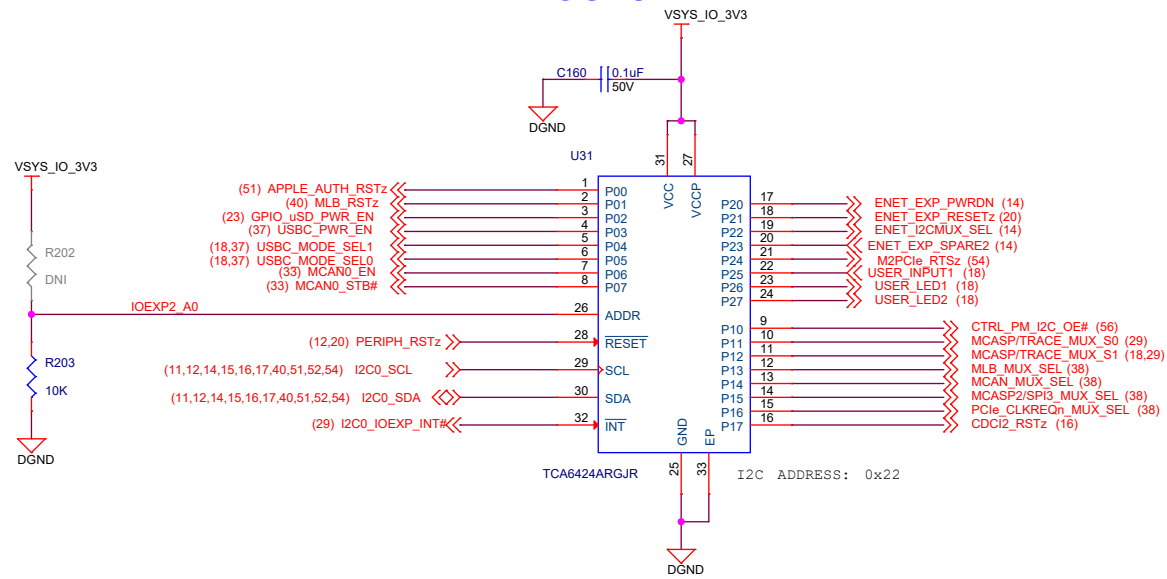 VSYS_IO_3V3
C160
0.1uF
50V
DGND
U31
VSYS_IO_3V3
31
27
VCC
VCCP
(51) APPLE_AUTH_RSTz
1
P00
(40) MLB_RSTz
2
P01
(23) GPIO_uSD_PWR_EN
3
P02
(37) USBC_PWR_EN
4
P03
(18,37) USBC_MODE_SEL1
5
P04
(18,37) USBC_MODE_SEL0
6
P05
(33) MCAN0_EN
7
P06
(33) MCAN0_STB#
8
P07
P20
17
ENET_EXP_PWRDN (14)
P21
18
ENET_EXP_RESETz (20)
P22
19
ENET_I2CMUX_SEL (14)
P23
20
ENET_EXP_SPARE2 (14)
P24
21
M2PCIe_RTSz (54)
P25
22
USER_INPUT1 (18)
P26
23
USER_LED1 (18)
P27
24
USER_LED2 (18)
R202
DNI
IOEXP2_A0
26
ADDR
R203
10K
DGND
(12,20) PERIPH_RSTz
28
RESET
(11,12,14,15,16,17,40,51,52,54) I2C0_SCL
29
SCL
(11,12,14,15,16,17,40,51,52,54) I2C0_SDA
30
SDA
(29) I2C0_IOEXP_INT#
32
INT
P10
9
CTRL_PM_I2C_OE# (56)
P11
10
MCASP/TRACE_MUX_S0 (29)
P12
11
MCASP/TRACE_MUX_S1 (18,29)
P13
12
MLB_MUX_SEL (38)
P14
13
MCAN_MUX_SEL (38)
P15
14
MCASP2/SPI3_MUX_SEL (38)
P16
15
PCIe_CLKREQn_MUX_SEL (38)
P17
16
CDCI2_RSTz (16)
GND
EP
25
33
TCA6424ARGJR
I2C ADDRESS: 0x22
DGND